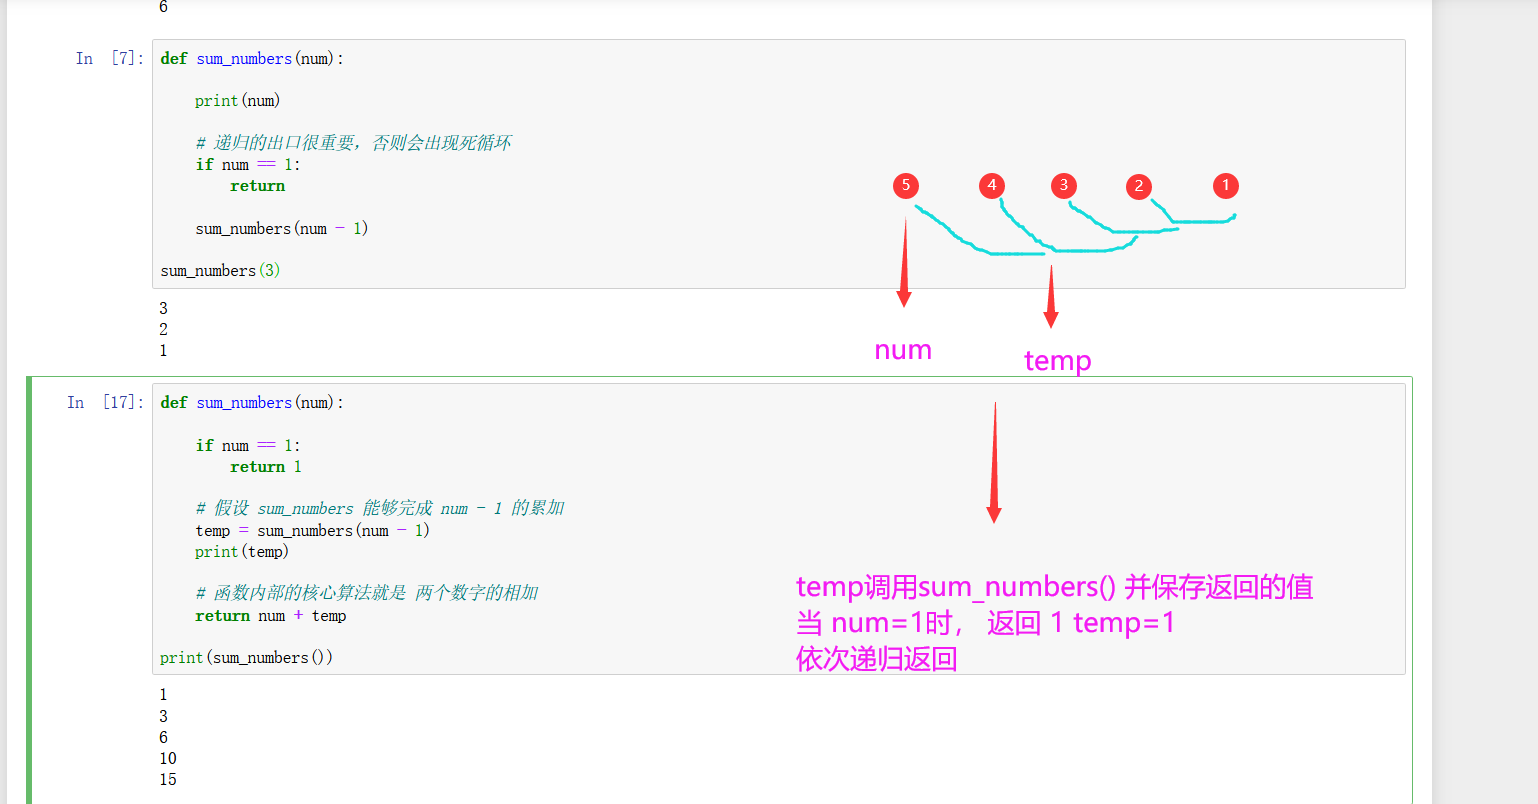 6
In [7]:
def sum_numbers(num):
print(num)
# 递归的出口很重要，否则会出现死循环
if num == 1:
return
sum_numbers(num - 1)
sum_numbers(3)
5 4 3 2 1
num
temp
3
2
1
In [17]:
def sum_numbers(num):
if num == 1:
return 1
# 假设 sum_numbers 能够完成 num - 1 的累加
temp = sum_numbers(num - 1)
print(temp)
# 函数内部的核心算法就是 两个数字的相加
return num + temp
print(sum_numbers())
temp调用sum_numbers() 并保存返回的值
当 num=1时， 返回 1 temp=1
依次递归返回
1
3
6
10
15